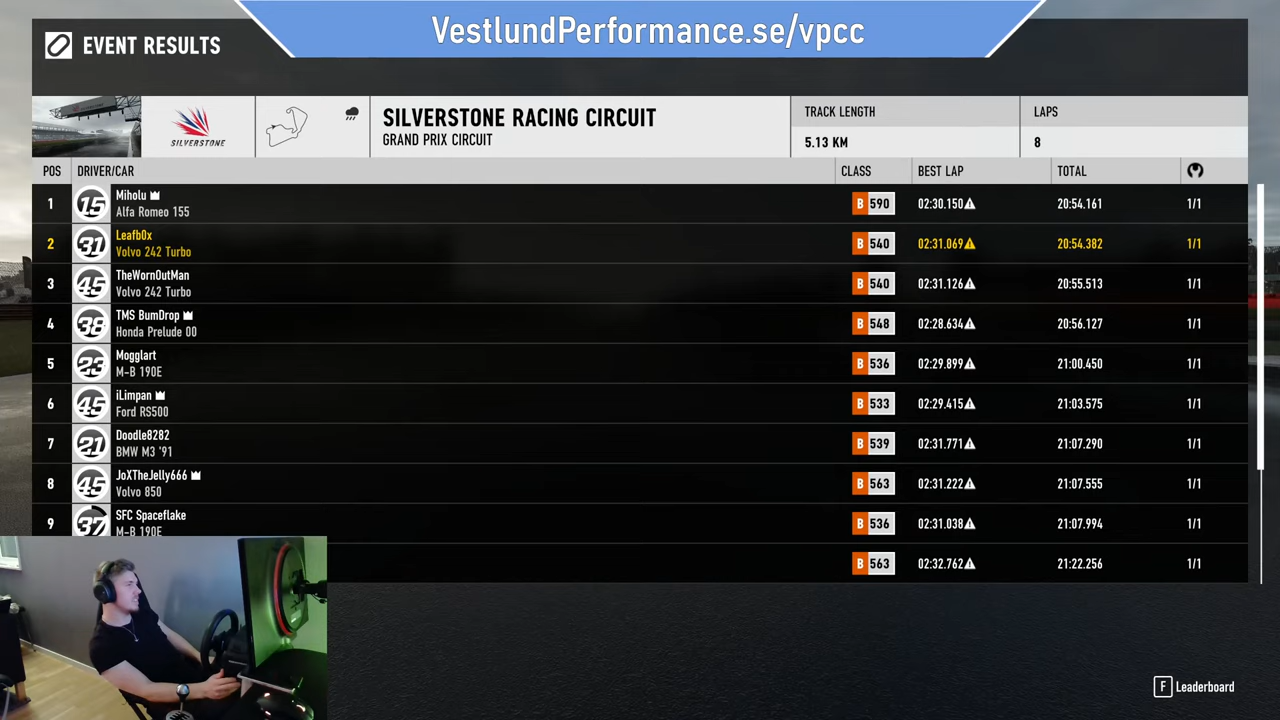 VestlundPerformance.se/vpcc
EVENT RESULTS
SILVERSTONE
SILVERSTONE RACING CIRCUIT
GRAND PRIX CIRCUIT
TRACK LENGTH
5.13 KM
LAPS
8
POS DRIVER/CAR CLASS BEST LAP TOTAL
1 15 Miholu B 590 02:30.150 20:54.161 1/1
Alfa Romeo 155
2 31 Leafb0x B 540 02:31.069 20:54.382 1/1
Volvo 242 Turbo
3 45 TheWornOutMan B 540 02:31.126 20:55.513 1/1
Volvo 242 Turbo
4 38 TMS BumDrop B 548 02:28.634 20:56.127 1/1
Honda Prelude 00
5 23 Mogglart B 536 02:29.899 21:00.450 1/1
M-B 190E
6 45 iLimpan B 533 02:29.415 21:03.575 1/1
Ford RS500
7 21 Doodle8282 B 539 02:31.771 21:07.290 1/1
BMW M3 '91
8 45 JoXTheJelly666 B 563 02:31.222 21:07.555 1/1
Volvo 850
9 37 SFC Spaceflake B 536 02:31.038 21:07.994 1/1
M-B 190E
B 563 02:32.762 21:22.256 1/1
F Leaderboard